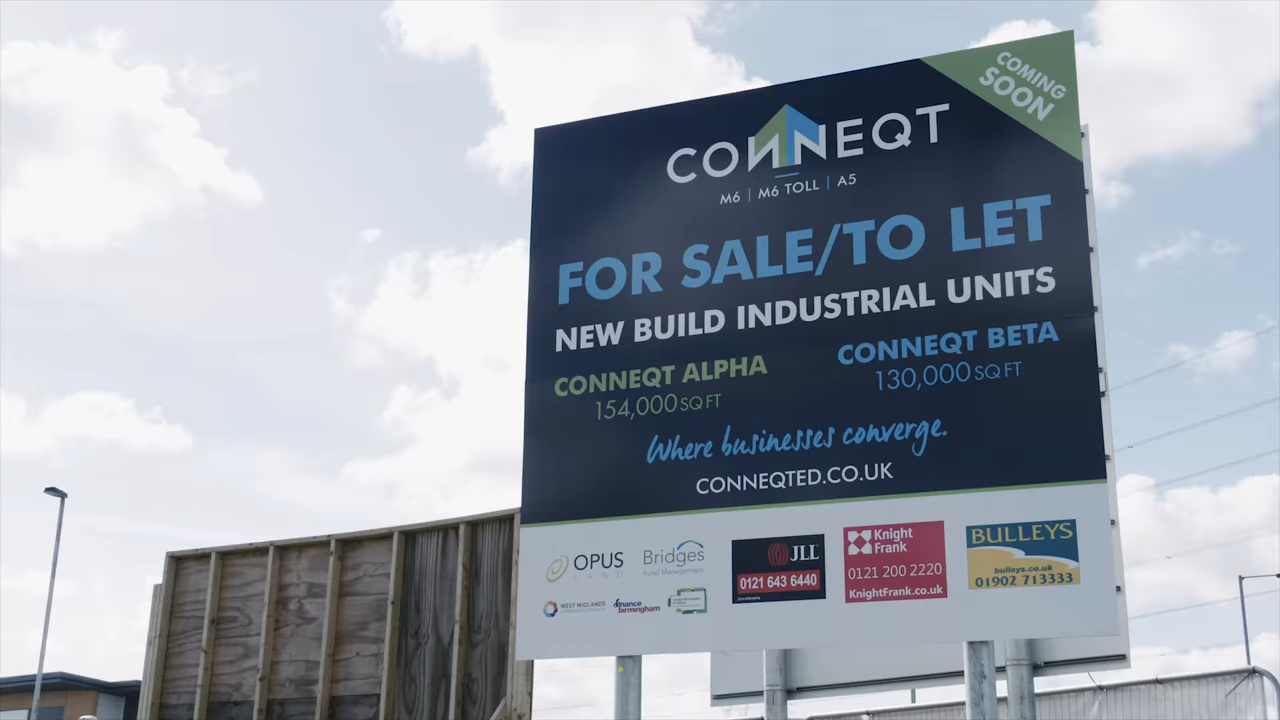 COMING
SOON
CONNEQT
M6 | M6 TOLL | A5
FOR SALE/TO LET
NEW BUILD INDUSTRIAL UNITS
CONNEQT ALPHA
154,000 SQ FT
CONNEQT BETA
130,000 SQ FT
Where businesses converge.
CONNEQTED.CO.UK
OPUS
LAND
Bridges
Fund Management
JLL
0121 643 6440
Knight
Frank
0121 200 2220
KnightFrank.co.uk
BULLEYS
bulleys.co.uk
01902 713333
WEST MIDLANDS
finance
birmingham